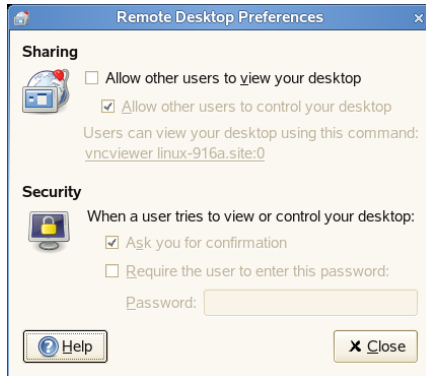 Remote Desktop Preferences
Sharing
Allow other users to view your desktop
Allow other users to control your desktop
Users can view your desktop using this command:
vncviewer linux-916a.site:0
Security
When a user tries to view or control your desktop:
Ask you for confirmation
Require the user to enter this password:
Password:
Help
Close